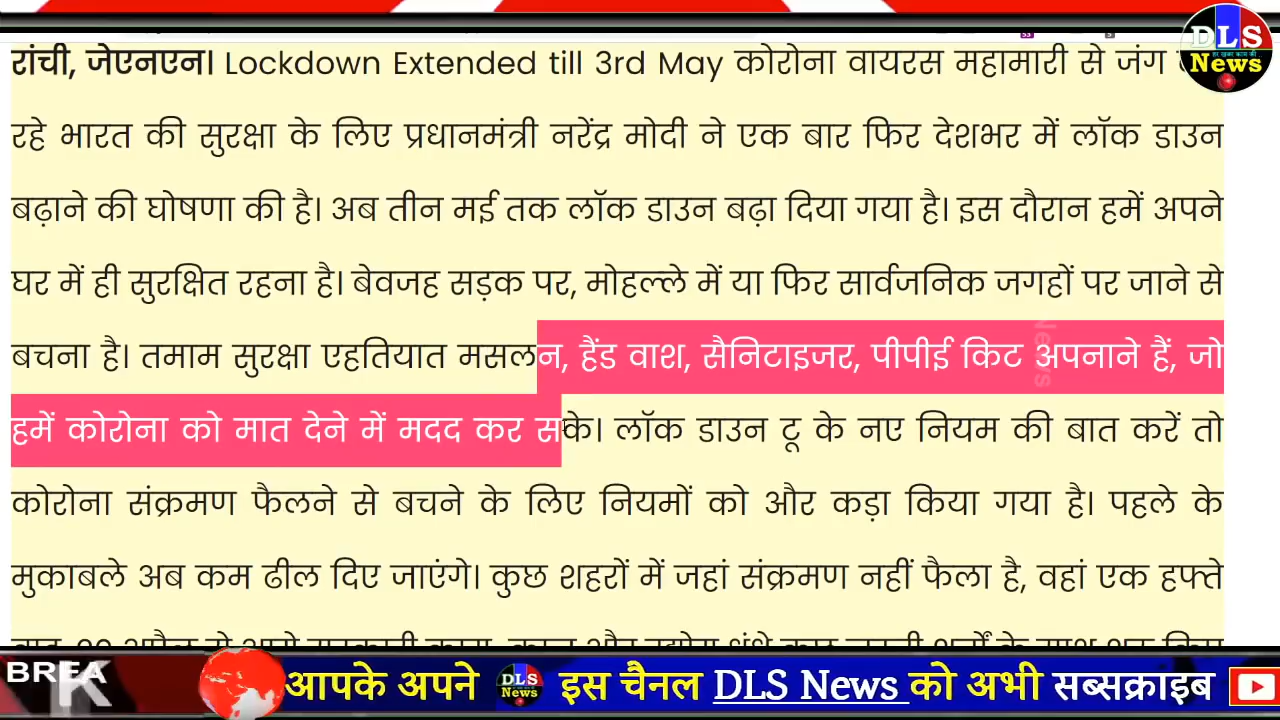 रांची, जेएनएन। Lockdown Extended till 3rd May कोरोना वायरस महामारी से जंग
रहे भारत की सुरक्षा के लिए प्रधानमंत्री नरेंद्र मोदी ने एक बार फिर देशभर में लॉक डाउन
बढ़ाने की घोषणा की है। अब तीन मई तक लॉक डाउन बढ़ा दिया गया है। इस दौरान हमें अपने
घर में ही सुरक्षित रहना है। बेवजह सड़क पर, मोहल्ले में या फिर सार्वजनिक जगहों पर जाने से
बचना है। तमाम सुरक्षा एहतियात मसलन, हैंड वाश, सैनिटाइजर, पीपीई किट अपनाने हैं, जो
हमें कोरोना को मात देने में मदद कर सके। लॉक डाउन टू के नए नियम की बात करें तो
कोरोना संक्रमण फैलने से बचने के लिए नियमों को और कड़ा किया गया है। पहले के
मुकाबले अब कम ढील दिए जाएंगे। कुछ शहरों में जहां संक्रमण नहीं फैला है, वहां एक हफ्ते
DLS
News
News
BREA
K
आपके अपने DLS News इस चैनल DLS News को अभी सब्सक्राइब